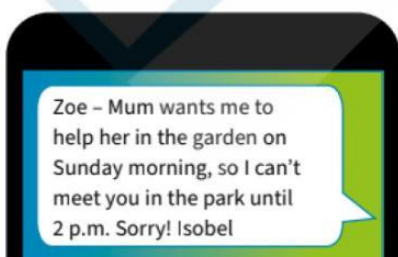 Zoe – Mum wants me to
help her in the garden on
Sunday morning, so I can't
meet you in the park until
2 p.m. Sorry! Isobel